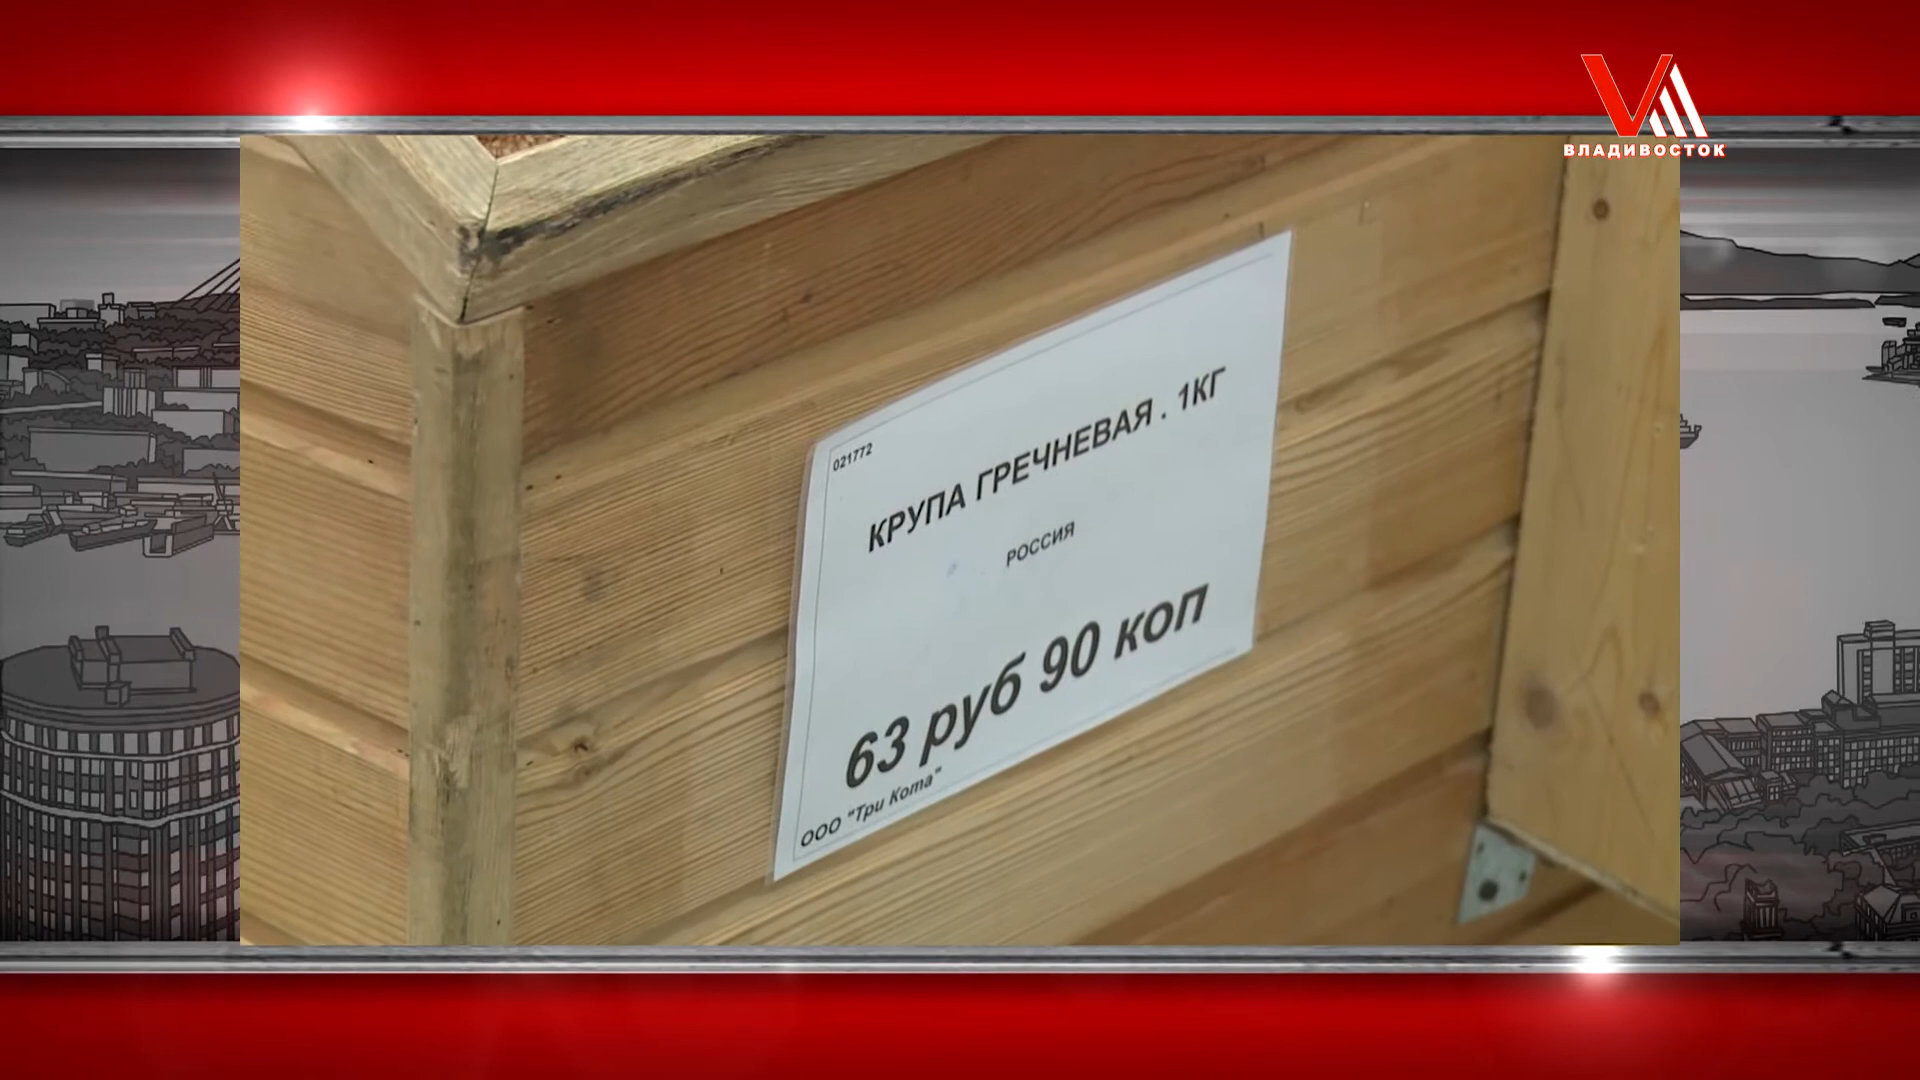 ВЛАДИВОСТОК
021772
КРУПА ГРЕЧНЕВАЯ . 1КГ
РОССИЯ
63 руб 90 коп
ООО "Три Кота"